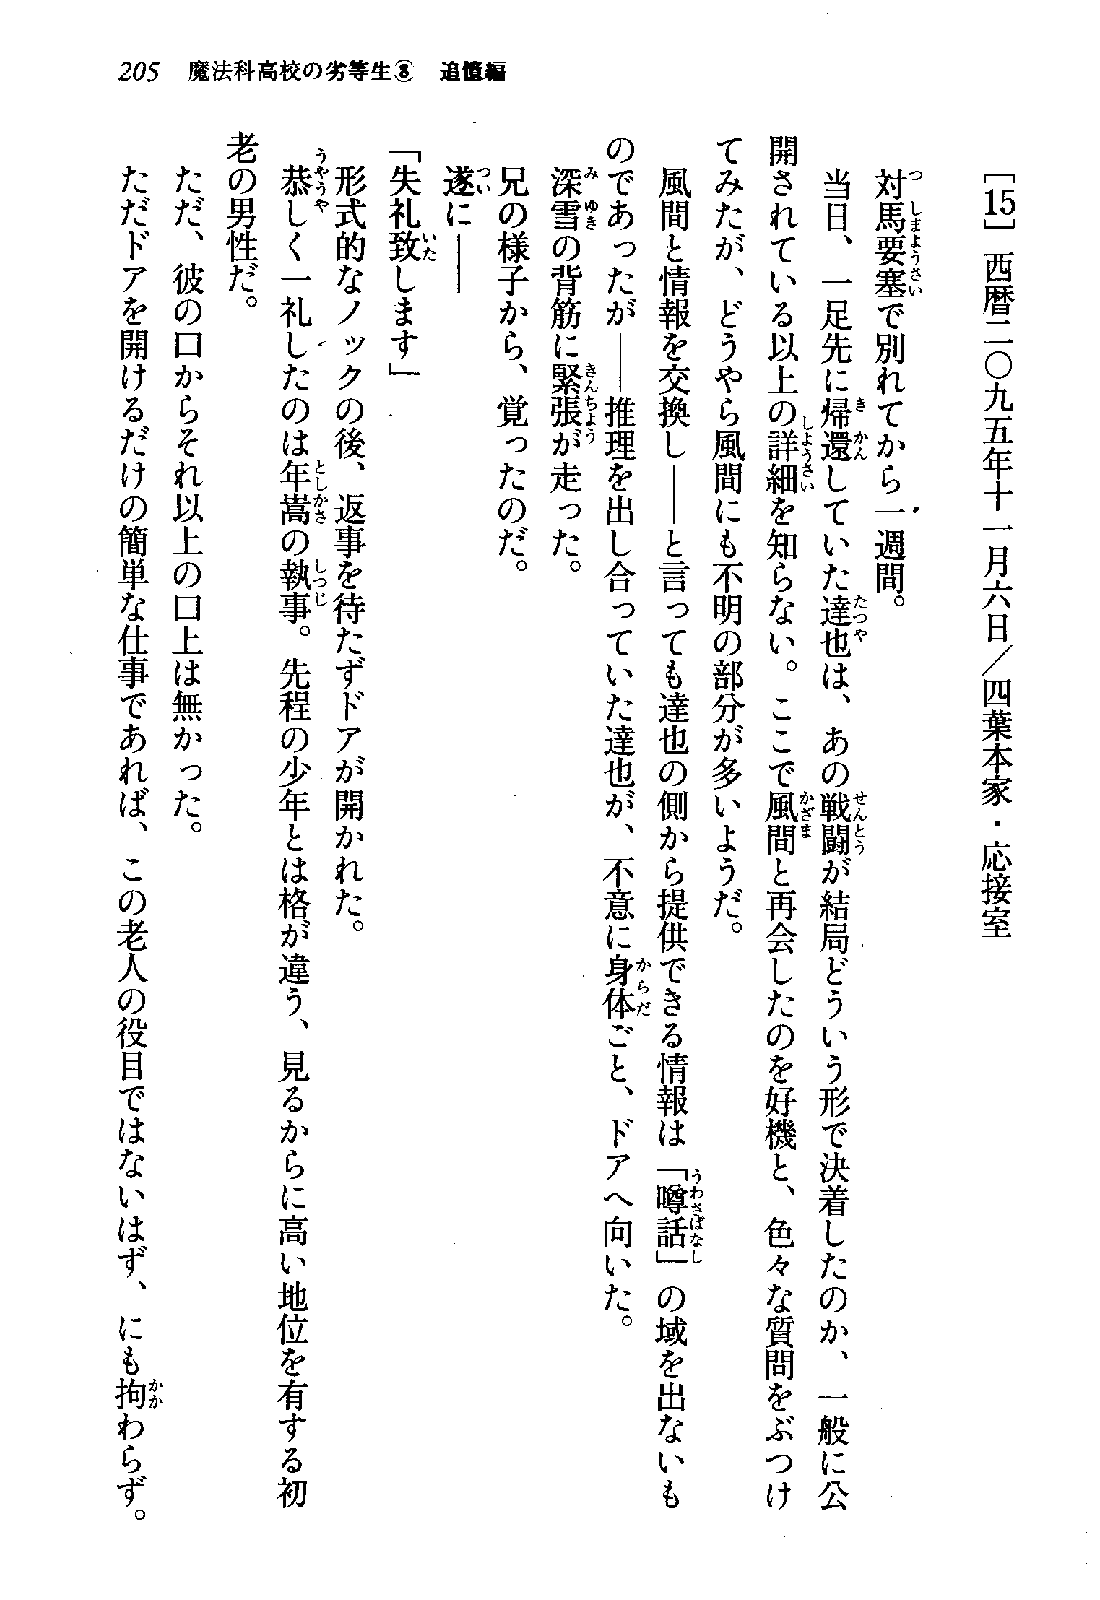 205 魔法科高校の劣等生⑧ 追憶編
［15］西暦二〇九五年十一月六日／四葉本家・応接室
対馬要塞で別れてから一週間。
当日、一足先に帰還していた達也は、あの戦闘が結局どういう形で決着したのか、一般に公
開されている以上の詳細を知らない。ここで風間と再会したのを好機と、色々な質問をぶつけ
てみたが、どうやら風間にも不明の部分が多いようだ。
風間と情報を交換し――と言っても達也の側から提供できる情報は「噂話」の域を出ないも
のであったが――推理を出し合っていた達也が、不意に身体ごと、ドアへ向いた。
深雪の背筋に緊張が走った。
兄の様子から、覚ったのだ。
遂に――
「失礼致します」
形式的なノックの後、返事を待たずドアが開かれた。
恭しく一礼したのは年嵩の執事。先程の少年とは格が違う、見るからに高い地位を有する初
老の男性だ。
ただ、彼の口からそれ以上の口上は無かった。
ただドアを開けるだけの簡単な仕事であれば、この老人の役目ではないはず、にも拘わらず。